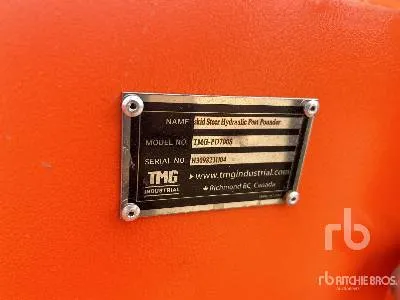 NAME skid Steer Hydraulic Post Pounder
MODEL NO TMG-PD700S
SERIAL NO
TMG
INDUSTRIAL
www.tmgindustrial.com
Richmond BC, Canada
rb
RITCHIE BROS.
Auctioneers